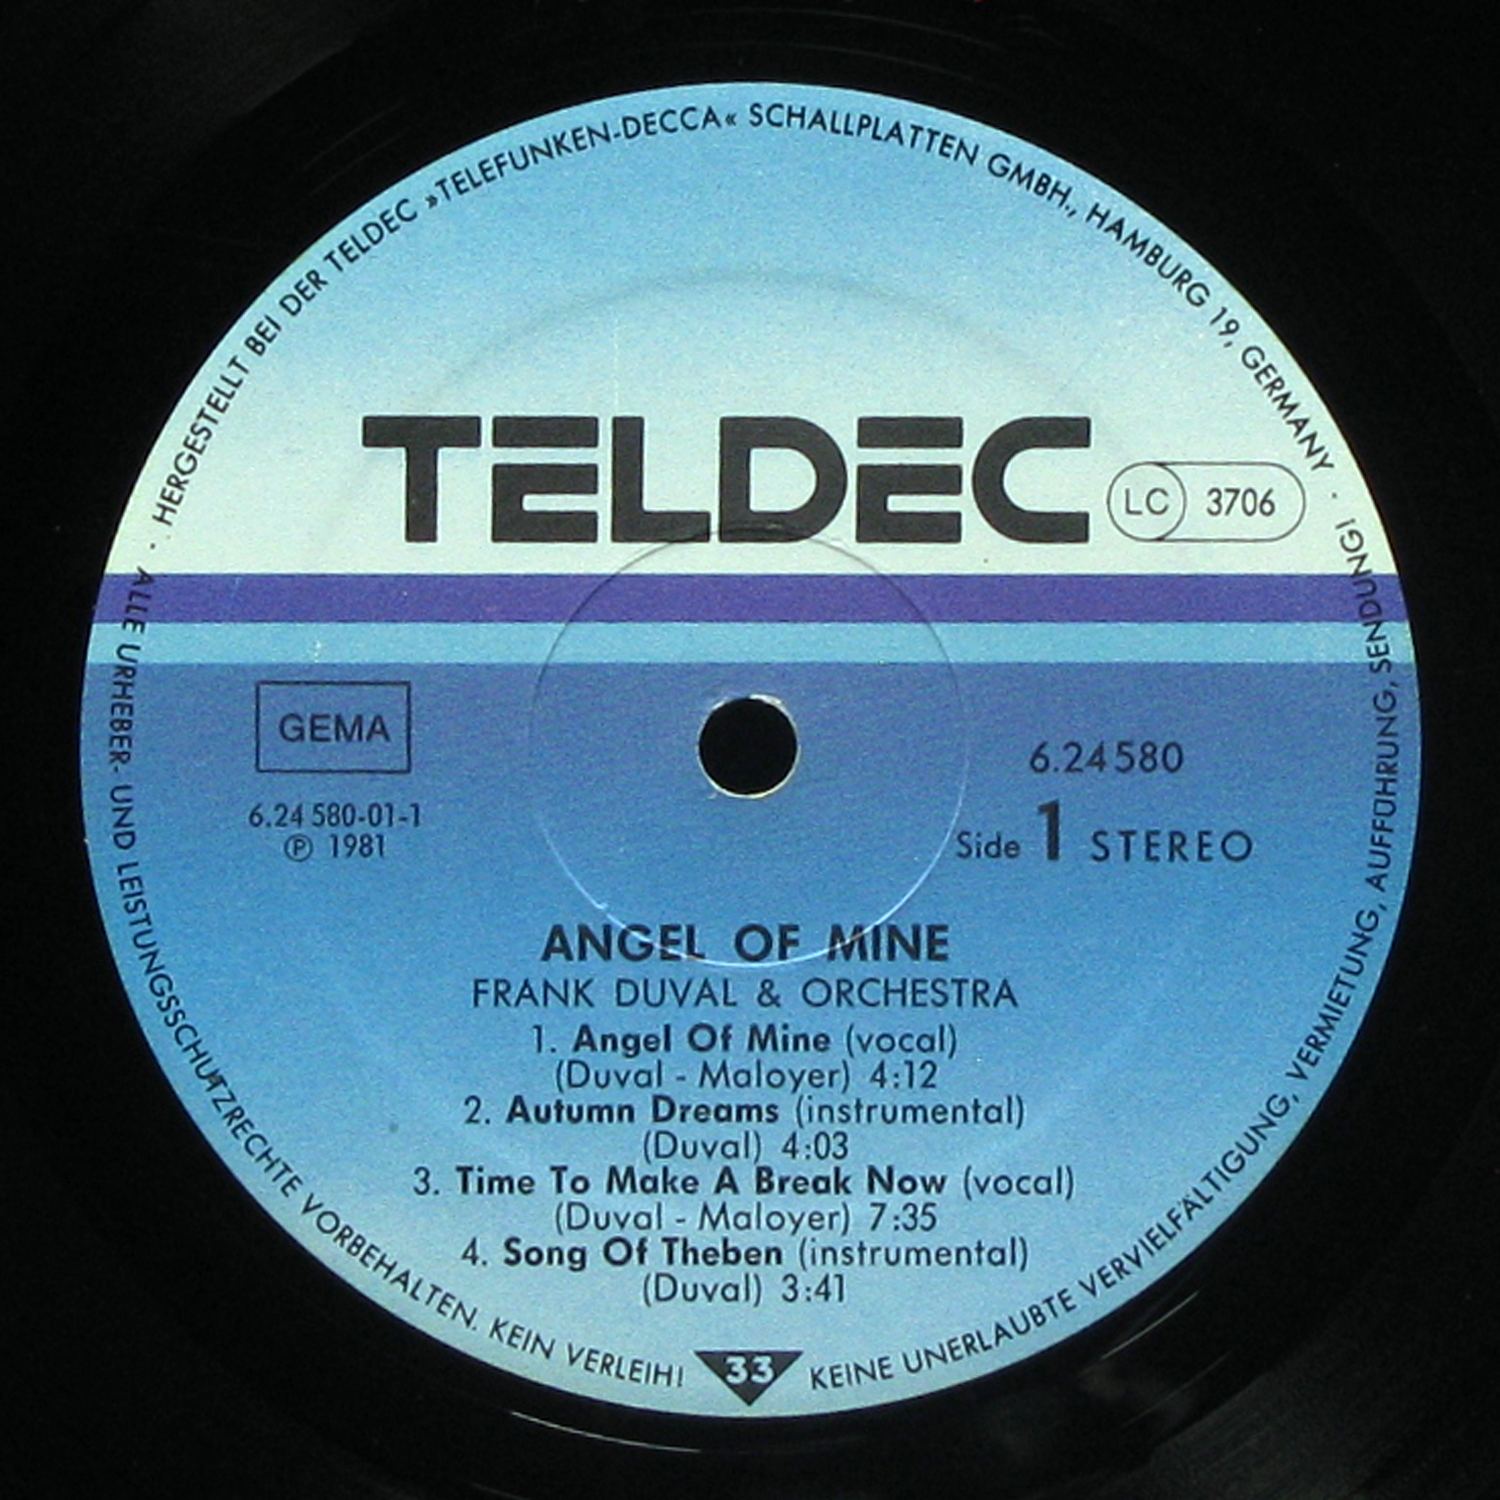 · HERGESTELLT BEI DER TELDEC »TELEFUNKEN-DECCA« SCHALLPLATTEN GMBH., HAMBURG 19, GERMANY ·
TELDEC
LC 3706
GEMA
6.24 580-01-1
℗ 1981
6.24580
Side 1 STEREO
ANGEL OF MINE
FRANK DUVAL & ORCHESTRA
1. Angel Of Mine (vocal)
(Duval - Maloyer) 4:12
2. Autumn Dreams (instrumental)
(Duval) 4:03
3. Time To Make A Break Now (vocal)
(Duval - Maloyer) 7:35
4. Song Of Theben (instrumental)
(Duval) 3:41
33
ALLE URHEBER- UND LEISTUNGSSCHUTZRECHTE VORBEHALTEN. KEIN VERLEIH! KEINE UNERLAUBTE VERVIELFÄLTIGUNG, VERMIETUNG, AUFFÜHRUNG, SENDUNG!